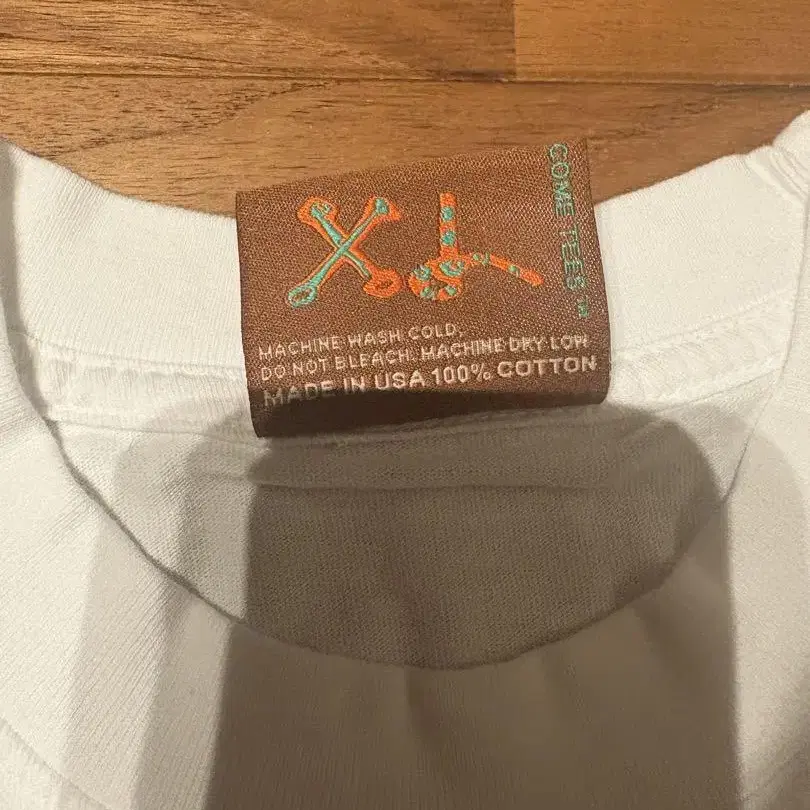 XL
COME TEES™
MACHINE WASH COLD,
DO NOT BLEACH. MACHINE DRY LOW
MADE IN USA 100% COTTON